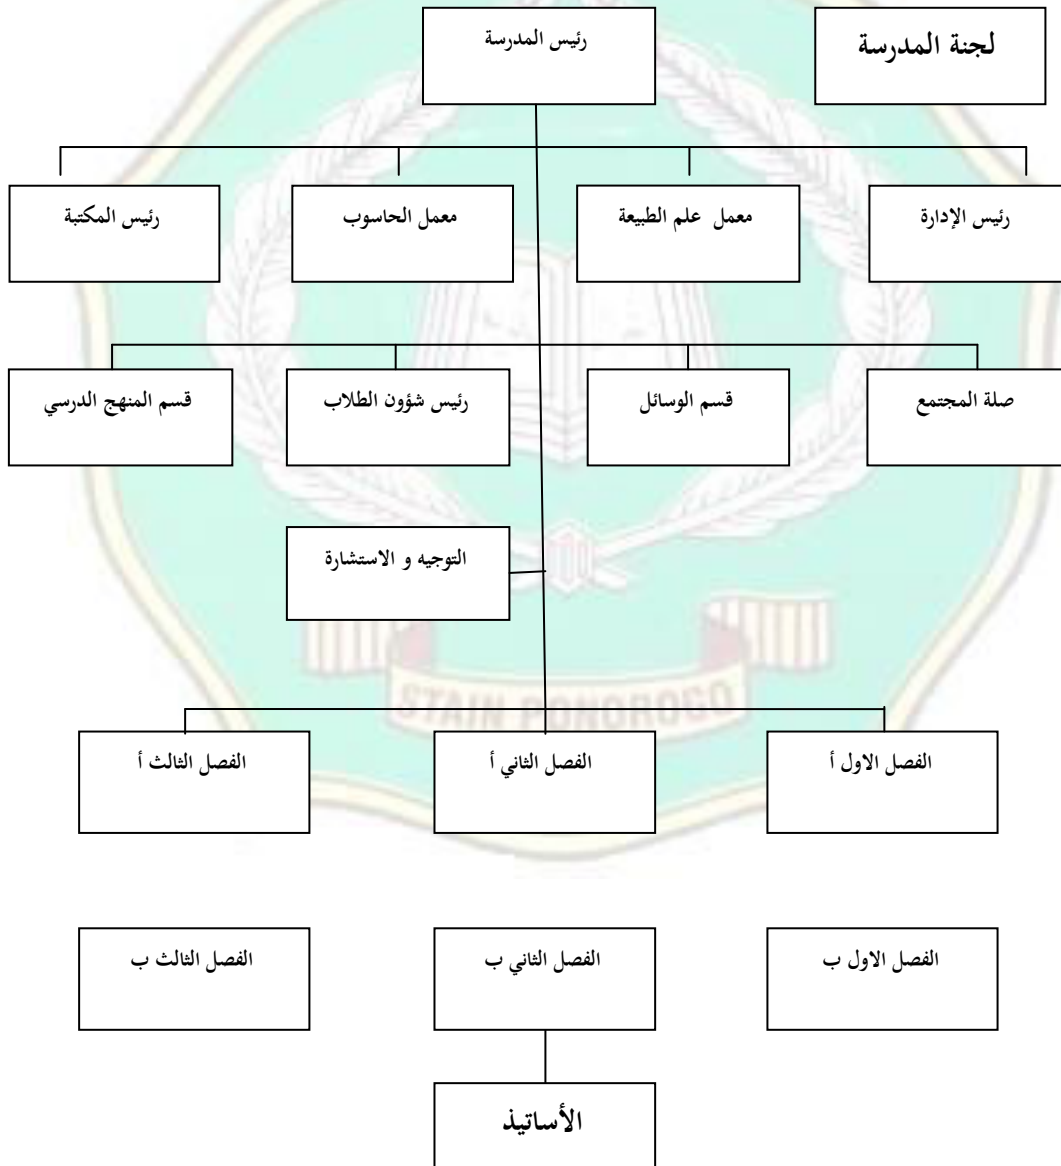 لجنة المدرسة
رئيس المدرسة
رئيس الإدارة
معمل علم الطبيعة
معمل الحاسوب
رئيس المكتبة
صلة المجتمع
قسم الوسائل
رئيس شؤون الطلاب
قسم المنهج الدرسي
التوجيه و الاستشارة
STAIN PONOROGO
الفصل الاول أ
الفصل الثاني أ
الفصل الثالث أ
الفصل الاول ب
الفصل الثاني ب
الفصل الثالث ب
الأساتيذ